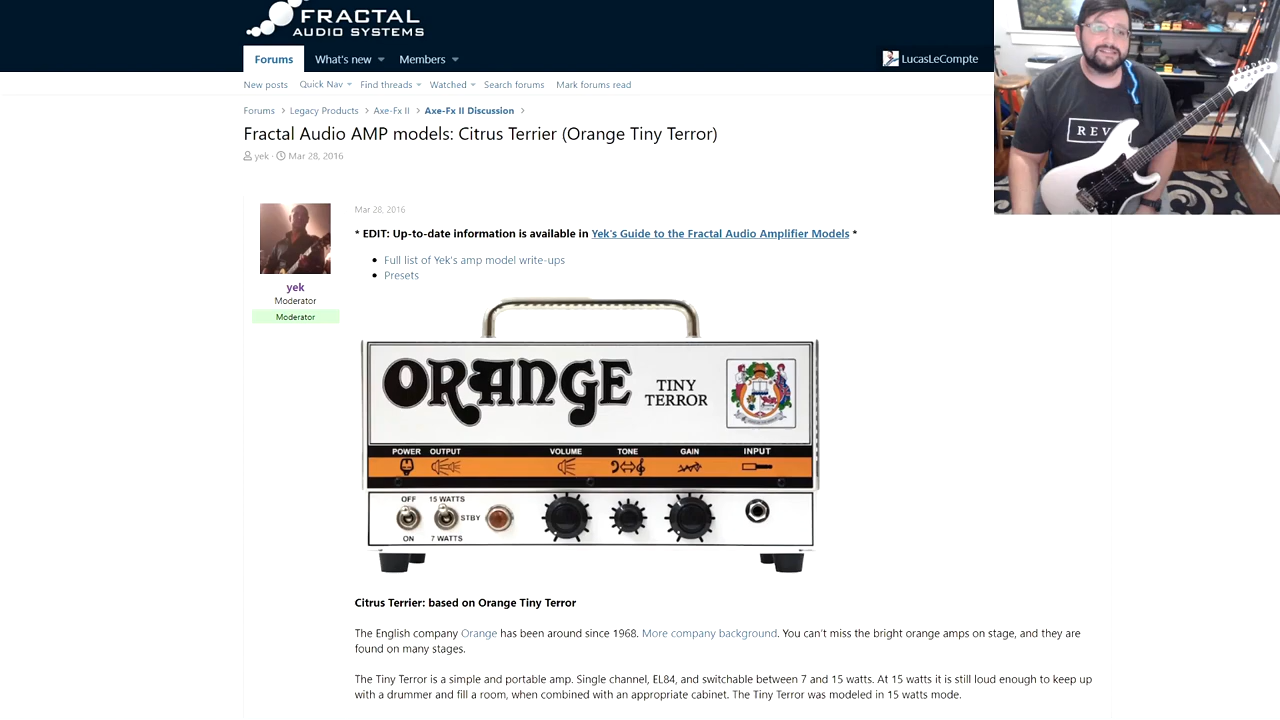 FRACTAL
AUDIO SYSTEMS
Forums What's new Members LucasLeCompte
New posts Quick Nav Find threads Watched Search forums Mark forums read
Forums > Legacy Products > Axe-Fx II > Axe-Fx II Discussion >
Fractal Audio AMP models: Citrus Terrier (Orange Tiny Terror)
yek · Mar 28, 2016
REV
Mar 28, 2016
* EDIT: Up-to-date information is available in Yek's Guide to the Fractal Audio Amplifier Models *
• Full list of Yek's amp model write-ups
• Presets
yek
Moderator
Moderator
ORANGE TINY
TERROR
POWER OUTPUT VOLUME TONE GAIN INPUT
OFF 15 WATTS
STBY
ON 7 WATTS
Citrus Terrier: based on Orange Tiny Terror
The English company Orange has been around since 1968. More company background. You can't miss the bright orange amps on stage, and they are
found on many stages.
The Tiny Terror is a simple and portable amp. Single channel, EL84, and switchable between 7 and 15 watts. At 15 watts it is still loud enough to keep up
with a drummer and fill a room, when combined with an appropriate cabinet. The Tiny Terror was modeled in 15 watts mode.